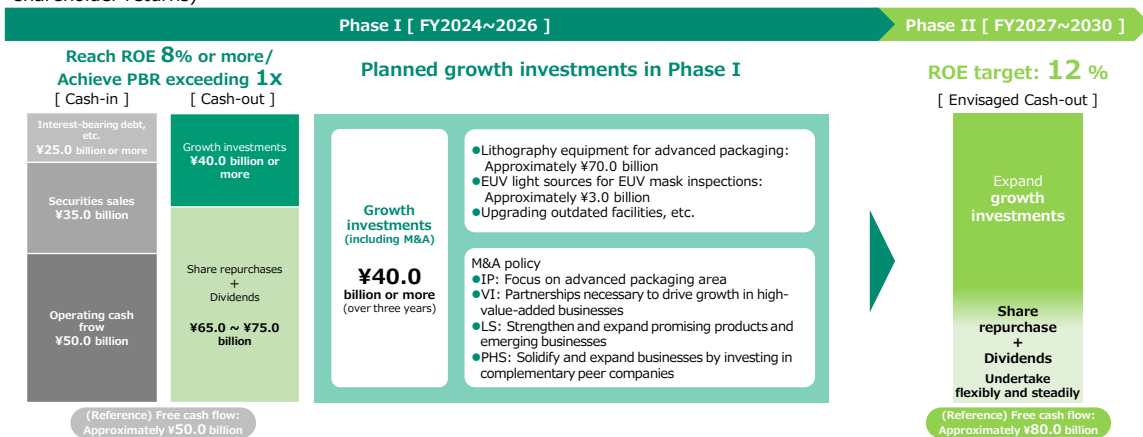 shareholder returns)
Phase I [ FY2024~2026 ]
Phase II [ FY2027~2030 ]
Reach ROE 8% or more/
Achieve PBR exceeding 1x
[ Cash-in ]
[ Cash-out ]
Interest-bearing debt,
etc.
¥25.0 billion or more
Securities sales
¥35.0 billion
Operating cash
frow
¥50.0 billion
Growth investments
¥40.0 billion or
more
Share repurchases
+
Dividends
¥65.0 ~ ¥75.0
billion
(Reference) Free cash flow:
Approximately ¥50.0 billion
Planned growth investments in Phase I
Growth
investments
(including M&A)
¥40.0
billion or more
(over three years)
●Lithography equipment for advanced packaging:
Approximately ¥70.0 billion
●EUV light sources for EUV mask inspections:
Approximately ¥3.0 billion
●Upgrading outdated facilities, etc.
M&A policy
●IP: Focus on advanced packaging area
●VI: Partnerships necessary to drive growth in high-
value-added businesses
●LS: Strengthen and expand promising products and
emerging businesses
●PHS: Solidify and expand businesses by investing in
complementary peer companies
ROE target: 12 %
[ Envisaged Cash-out ]
Expand
growth
investments
Share
repurchase
+
Dividends
Undertake
flexibly and steadily
(Reference) Free cash flow:
Approximately ¥80.0 billion